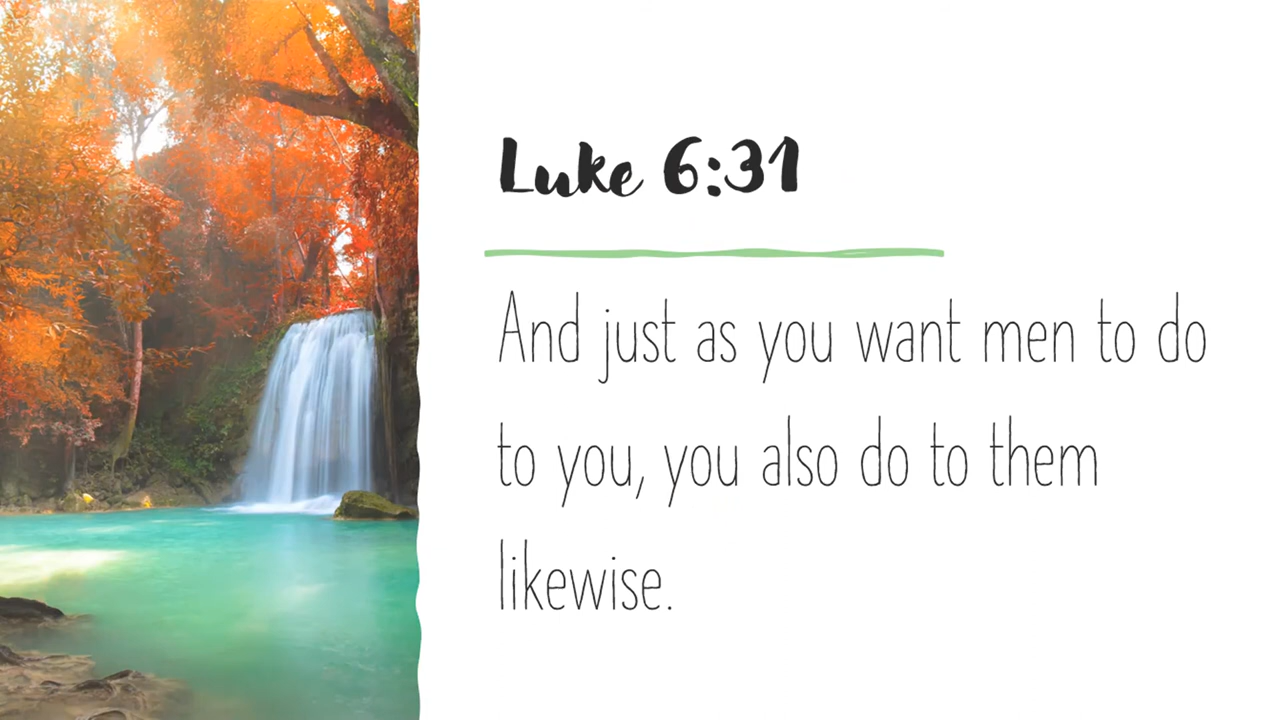 Luke 6:31
And just as you want men to do
to you, you also do to them
likewise.